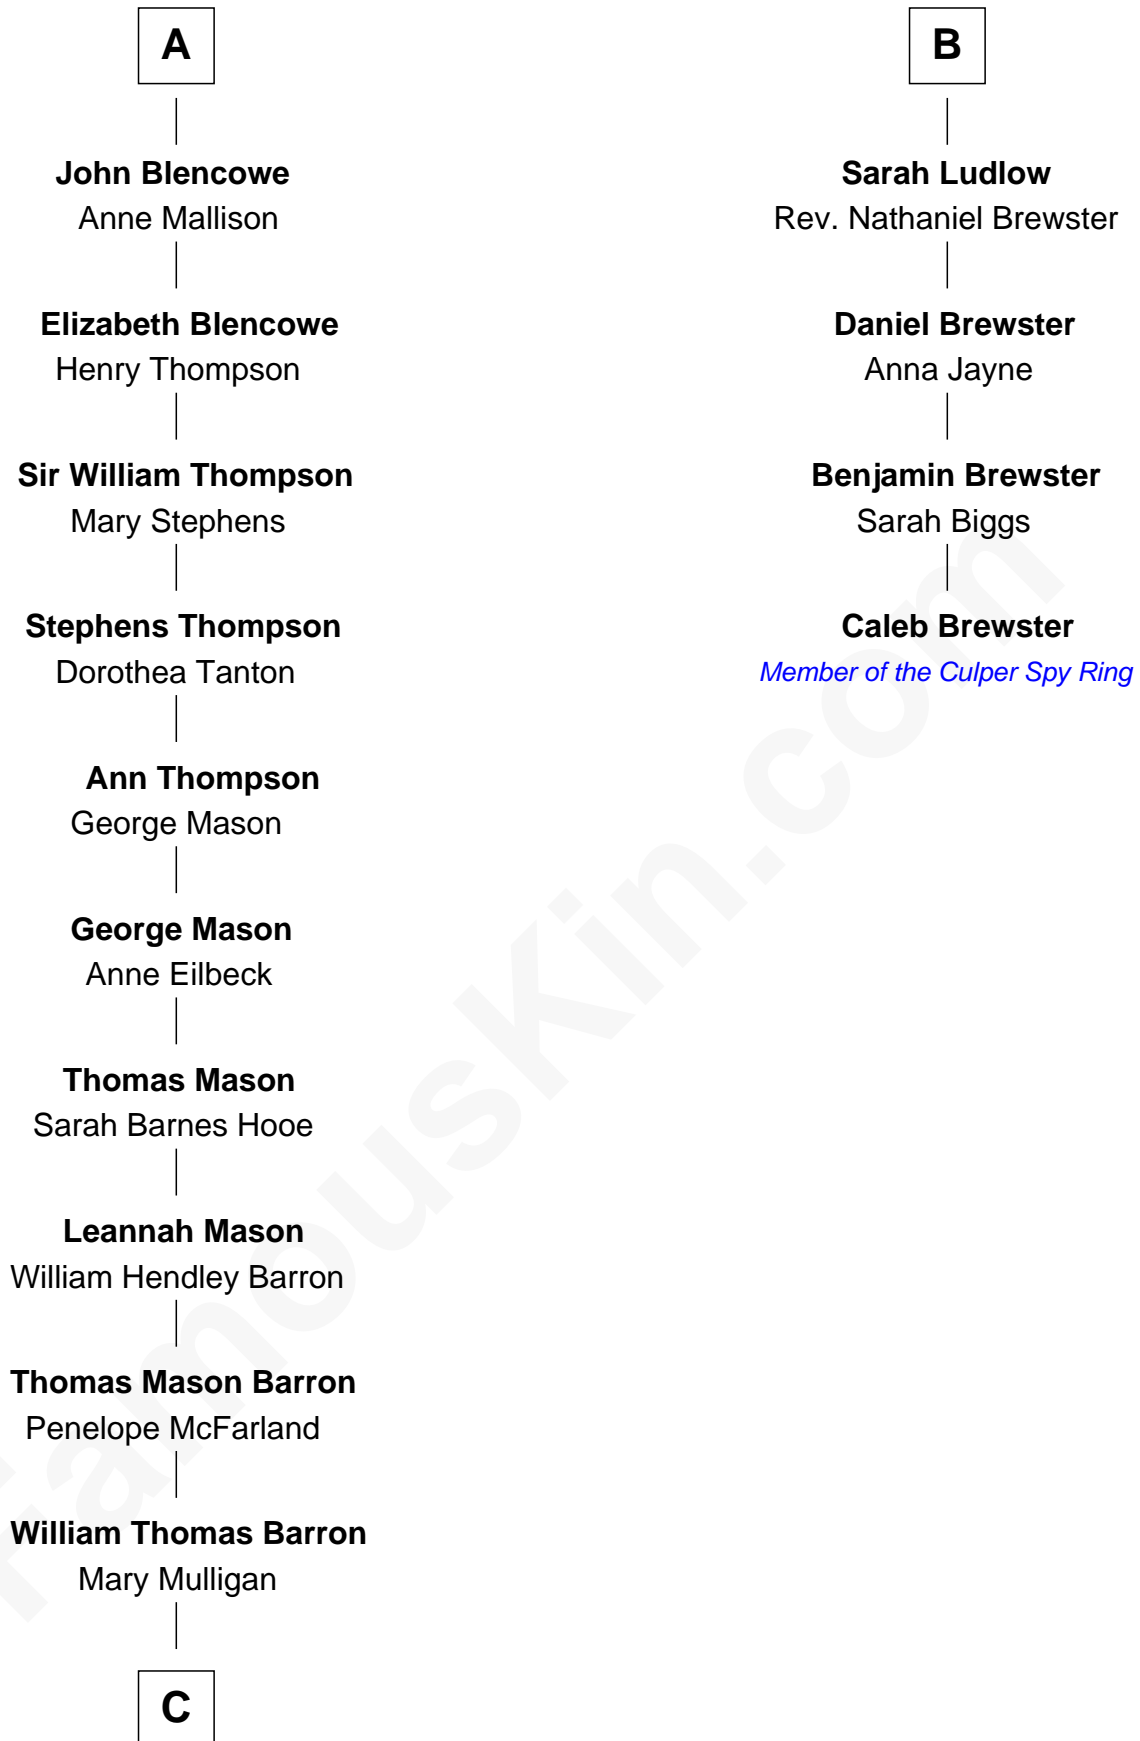 A
John Blencowe
Anne Mallison
Elizabeth Blencowe
Henry Thompson
Sir William Thompson
Mary Stephens
Stephens Thompson
Dorothea Tanton
Ann Thompson
George Mason
George Mason
Anne Eilbeck
Thomas Mason
Sarah Barnes Hooe
Leannah Mason
William Hendley Barron
Thomas Mason Barron
Penelope McFarland
William Thomas Barron
Mary Mulligan
C
B
Sarah Ludlow
Rev. Nathaniel Brewster
Daniel Brewster
Anna Jayne
Benjamin Brewster
Sarah Biggs
Caleb Brewster
Member of the Culper Spy Ring
FamousKin.com